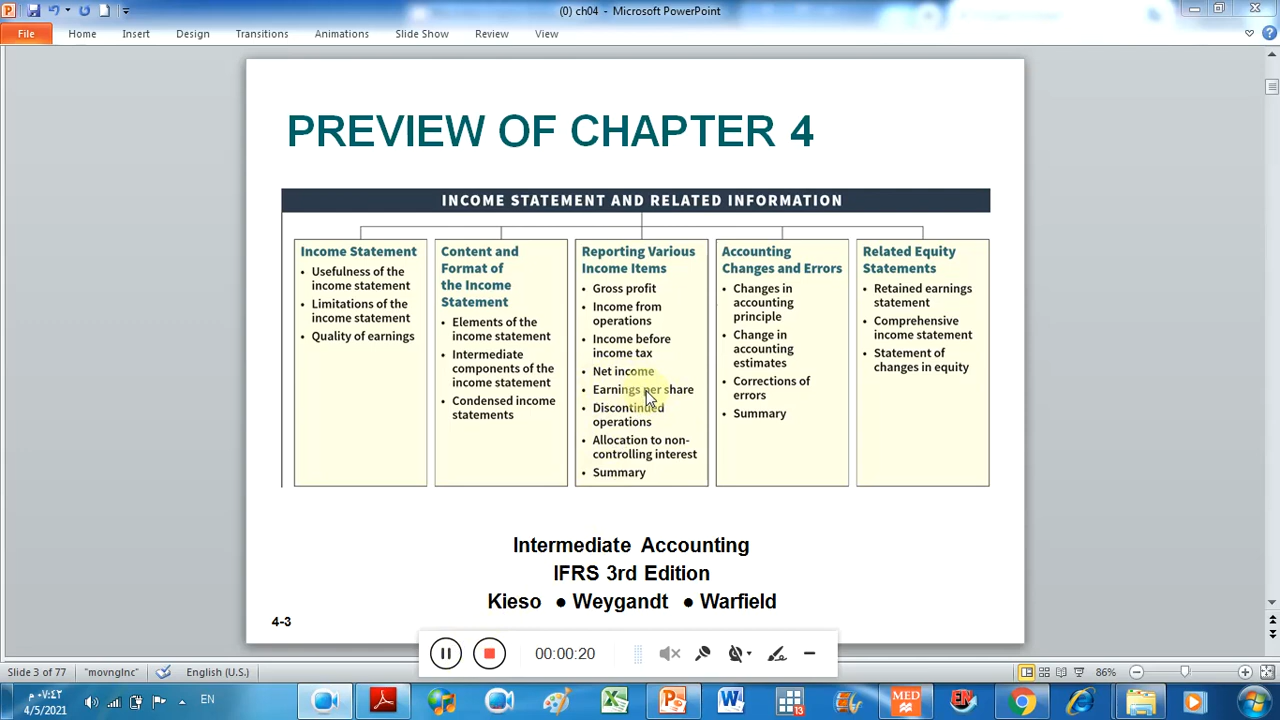 (0) ch04 - Microsoft PowerPoint
File Home Insert Design Transitions Animations Slide Show Review View
PREVIEW OF CHAPTER 4
INCOME STATEMENT AND RELATED INFORMATION
Income Statement
• Usefulness of the
income statement
• Limitations of the
income statement
• Quality of earnings
Content and
Format of
the Income
Statement
• Elements of the
income statement
• Intermediate
components of the
income statement
• Condensed income
statements
Reporting Various
Income Items
• Gross profit
• Income from
operations
• Income before
income tax
• Net income
• Earnings per share
• Discontinued
operations
• Allocation to non-
controlling interest
• Summary
Accounting
Changes and Errors
• Changes in
accounting
principle
• Change in
accounting
estimates
• Corrections of
errors
• Summary
Related Equity
Statements
• Retained earnings
statement
• Comprehensive
income statement
• Statement of
changes in equity
Intermediate Accounting
IFRS 3rd Edition
Kieso ● Weygandt ● Warfield
4-3
00:00:20
Slide 3 of 77 "movngInc" English (U.S.) 86%
م ٠٧:٤٢
4/5/2021
EN
13
MED
EN